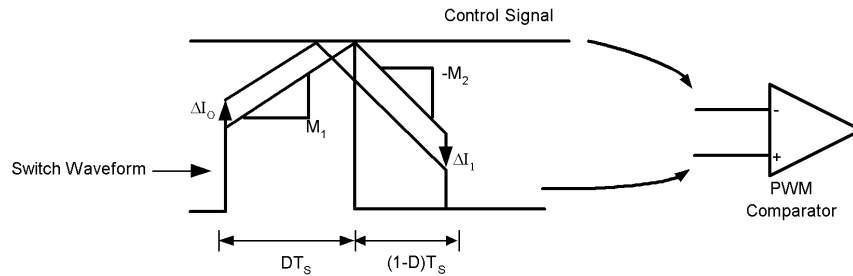 Control Signal
-M₂
ΔI₀
M₁
ΔI₁
-
+
Switch Waveform
PWM
Comparator
DTₛ
(1-D)Tₛ